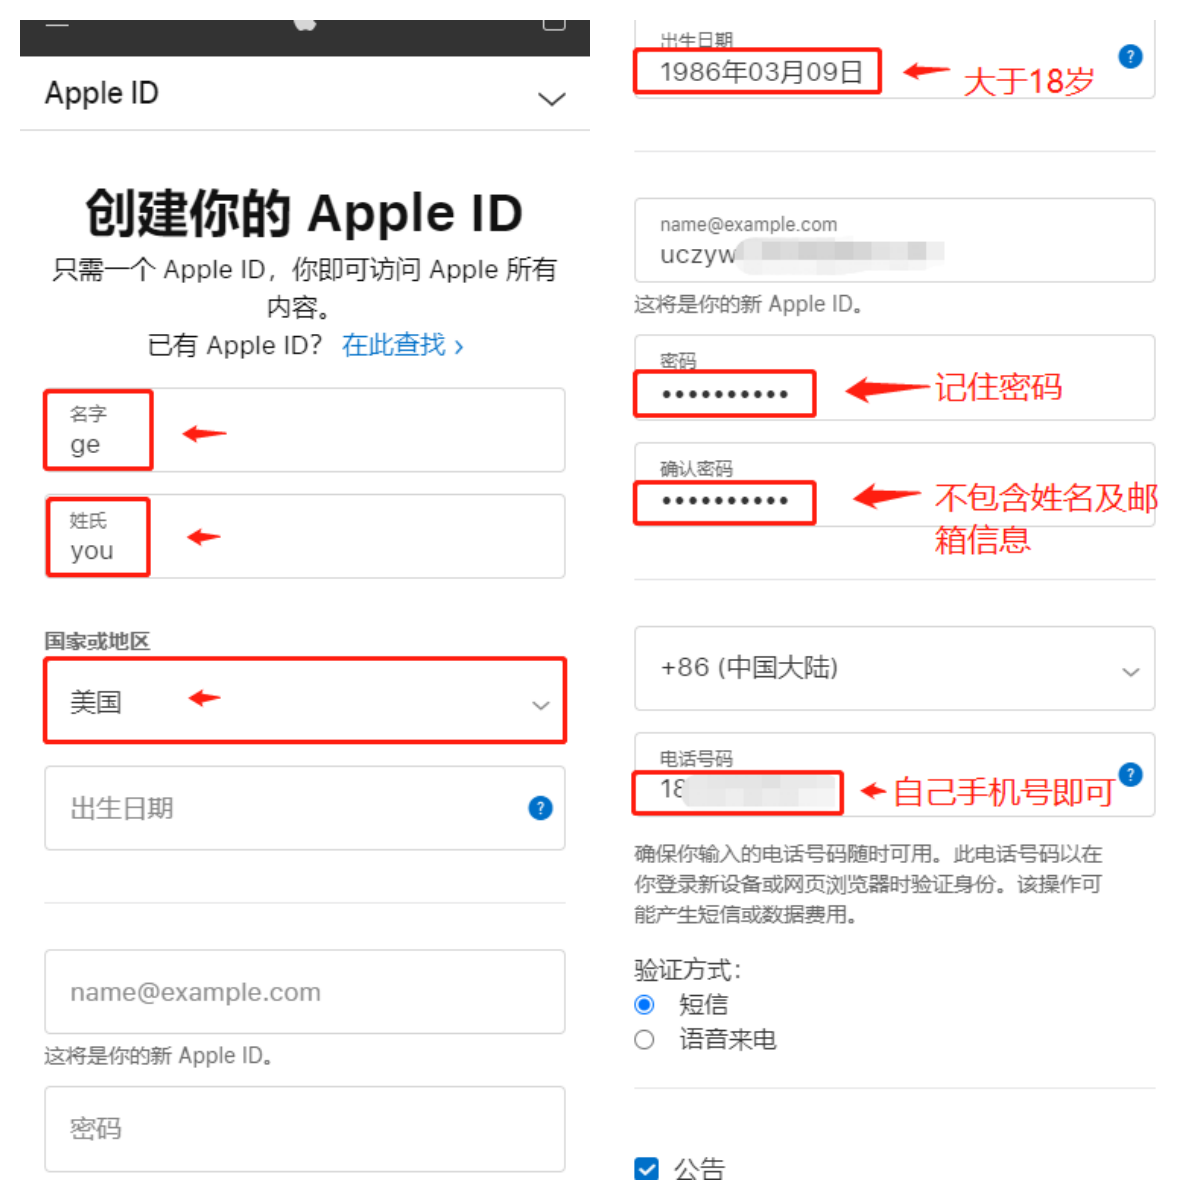 Apple ID
创建你的 Apple ID
只需一个 Apple ID，你即可访问 Apple 所有
内容。
已有 Apple ID？ 在此查找 ›
名字
ge
姓氏
you
国家或地区
美国
出生日期
?
name@example.com
这将是你的新 Apple ID。
密码
出生日期
1986年03月09日
大于18岁
?
name@example.com
uczyw
这将是你的新 Apple ID。
密码
••••••••••
记住密码
确认密码
••••••••••
不包含姓名及邮
箱信息
+86 (中国大陆)
电话号码
18
自己手机号即可
?
确保你输入的电话号码随时可用。此电话号码以在
你登录新设备或网页浏览器时验证身份。该操作可
能产生短信或数据费用。
验证方式：
短信
语音来电
公告